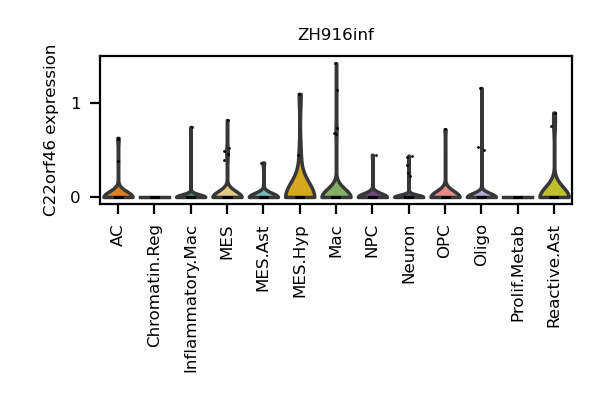 ZH916inf
C22orf46 expression
1
0
AC
Chromatin.Reg
Inflammatory.Mac
MES
MES.Ast
MES.Hyp
Mac
NPC
Neuron
OPC
Oligo
Prolif.Metab
Reactive.Ast